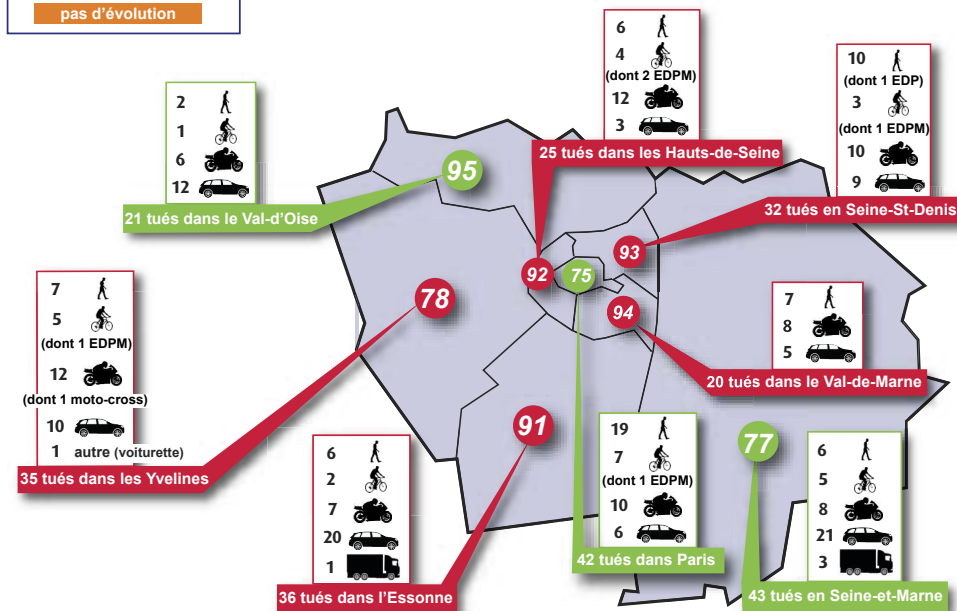 pas d'évolution
6
4
(dont 2 EDPM)
12
3
25 tués dans les Hauts-de-Seine
10
(dont 1 EDP)
3
(dont 1 EDPM)
10
9
32 tués en Seine-St-Denis
2
1
6
12
21 tués dans le Val-d'Oise
95
93
92
75
78
94
7
5
(dont 1 EDPM)
12
(dont 1 moto-cross)
10
1 autre (voiturette)
35 tués dans les Yvelines
7
8
5
20 tués dans le Val-de-Marne
91
77
6
2
7
20
1
36 tués dans l'Essonne
19
7
(dont 1 EDPM)
10
6
42 tués dans Paris
6
5
8
21
3
43 tués en Seine-et-Marne